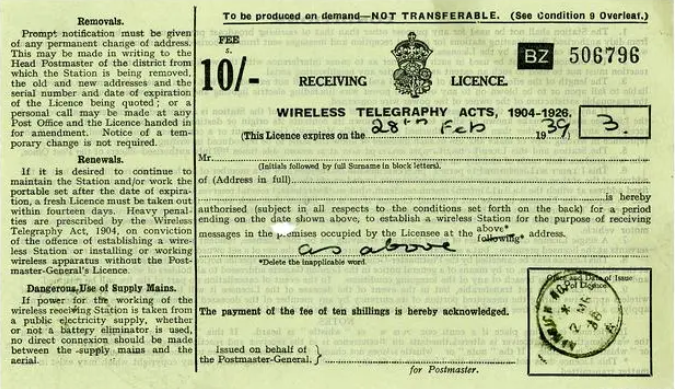 To be produced on demand—NOT TRANSFERABLE. (See Condition 9 Overleaf.)
Removals.
Prompt notification must be given
of any permanent change of address.
This may be made in writing to the
Head Postmaster of the district from
which the Station is being removed,
the old and new addresses and the
serial number and date of expiration
of the Licence being quoted; or a
personal call may be made at any
Post Office and the Licence handed in
for amendment. Notice of a tem-
porary change is not required.
Renewals.
If it is desired to continue to
maintain the Station and/or work the
portable set after the date of expira-
tion, a fresh Licence must be taken out
within fourteen days. Heavy penal-
ties are prescribed by the Wireless
Telegraphy Act, 1904, on conviction
of the offence of establishing a wire-
less Station or installing or working
wireless apparatus without the Post-
master-General's Licence.
Dangerous Use of Supply Mains.
If power for the working of the
wireless receiving Station is taken from
a public electricity supply, whether
or not a battery eliminator is used,
no direct connexion should be made
between the supply mains and the
aerial.
FEE
s.
10/-
BZ 506796
RECEIVING LICENCE.
WIRELESS TELEGRAPHY ACTS, 1904-1926.
(This Licence expires on the 28th Feb 1939
3.
Mr.
(Initials followed by full Surname in block letters).
of (Address in full)
is hereby
authorised (subject in all respects to the conditions set forth on back) for a period
ending on the date shown above, to establish a wireless Station for the purpose of receiving
messages in the premises occupied by the Licensee at the above* following* address.
as above
*Delete the inapplicable word.
Office and Date of Issue
of Licence
The payment of the fee of ten shillings is hereby acknowledged.
Issued on behalf of
the Postmaster-General.
for Postmaster.